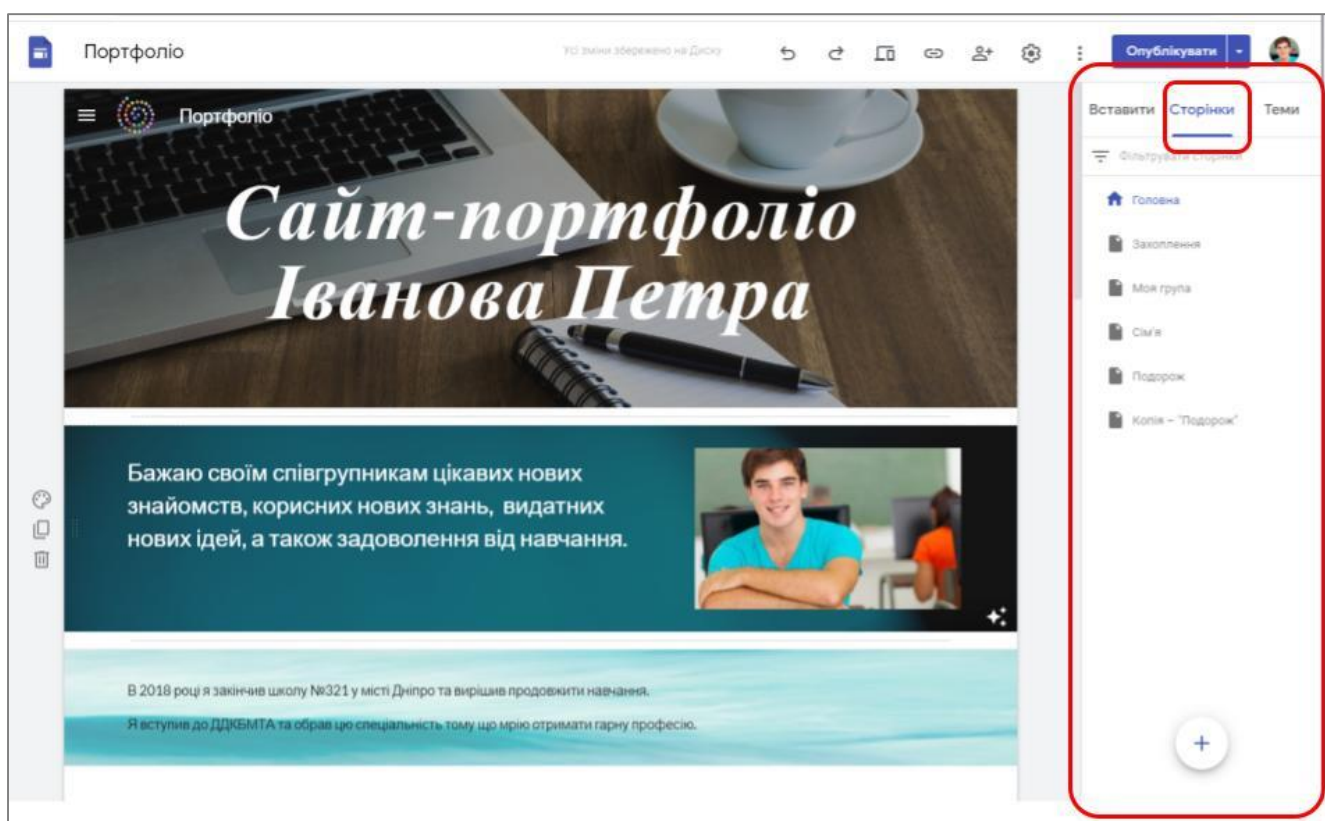 Портфоліо
Усі зміни збережено на Диску
Опублікувати
Вставити Сторінки Теми
Фільтрувати сторінки
Головна
Захоплення
Моя група
Сім'я
Подорож
Копія – "Подорож"
Портфоліо
Сайт-портфоліо
Іванова Петра
Бажаю своїм співгрупникам цікавих нових
знайомств, корисних нових знань, видатних
нових ідей, а також задоволення від навчання.
В 2018 році я закінчив школу №321 у місті Дніпро та вирішив продовжити навчання.
Я вступив до ДДКБМТА та обрав цю спеціальність тому що мрію отримати гарну професію.